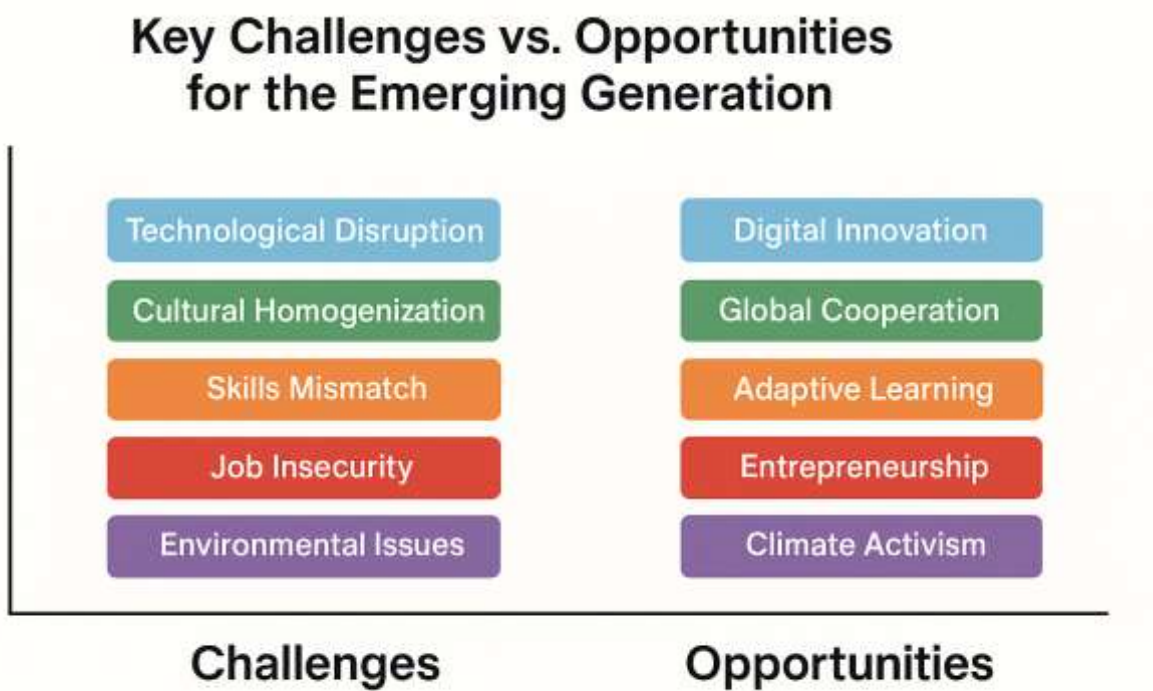 Key Challenges vs. Opportunities
for the Emerging Generation
Technological Disruption
Digital Innovation
Cultural Homogenization
Global Cooperation
Skills Mismatch
Adaptive Learning
Job Insecurity
Entrepreneurship
Environmental Issues
Climate Activism
Challenges
Opportunities